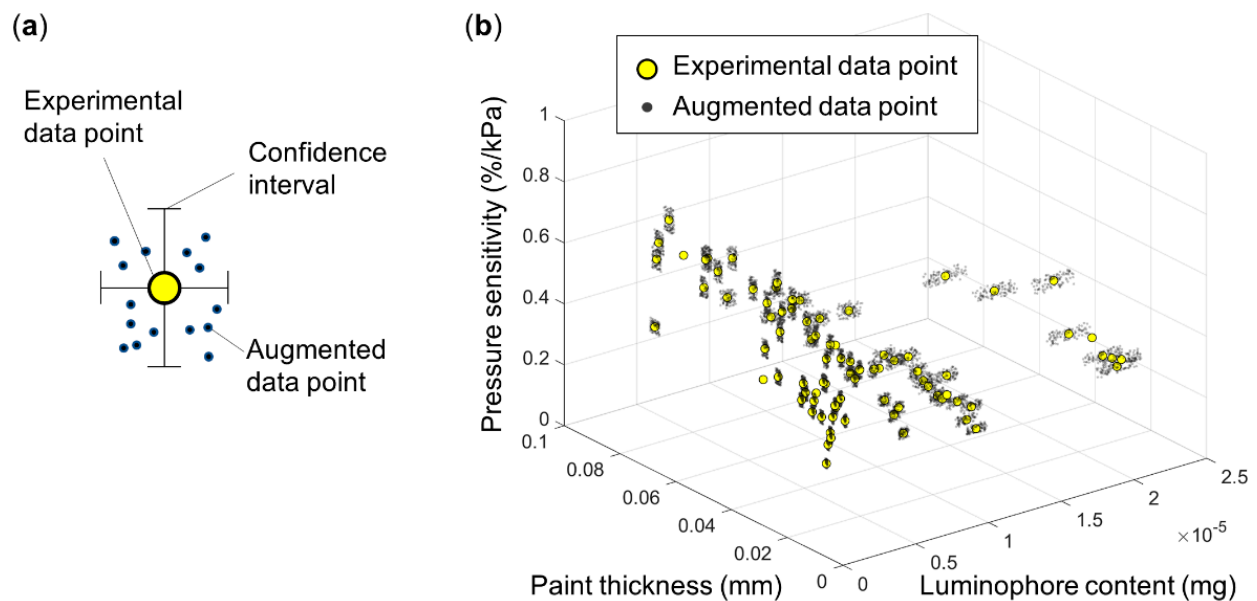 (a)
Experimental
data point
Confidence
interval
Augmented
data point
(b)
Experimental data point
Augmented data point
Pressure sensitivity (%/kPa)
1
0.8
0.6
0.4
0.2
0
0.1
0.08
0.06
0.04
0.02
0
Paint thickness (mm)
0
0.5
1
1.5
2
2.5
×10⁻⁵
Luminophore content (mg)